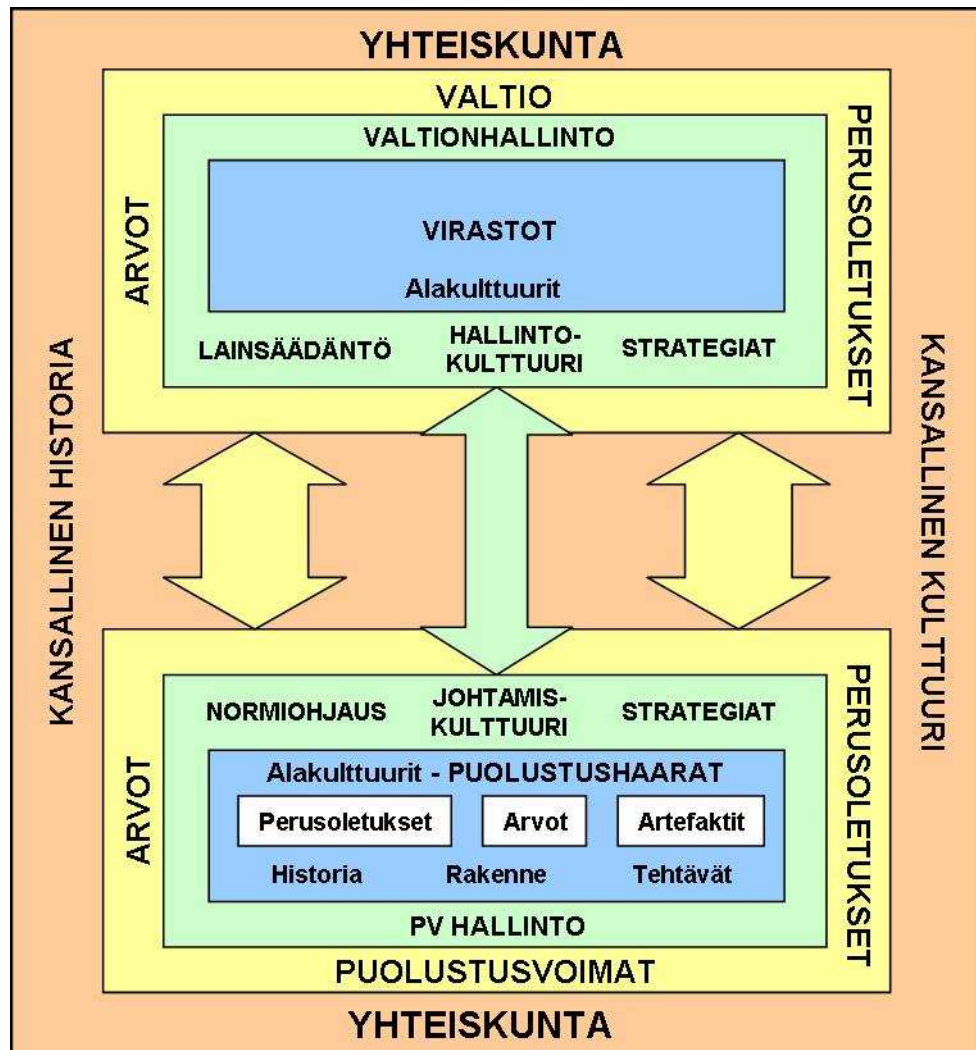 YHTEISKUNTA
VALTIO
VALTIONHALLINTO
ARVOT
PERUSOLETUKSET
VIRASTOT
Alakulttuurit
LAINSÄÄDÄNTÖ
HALLINTO-
KULTTUURI
STRATEGIAT
KANSALLINEN HISTORIA
KANSALLINEN KULTTUURI
NORMIOHJAUS
JOHTAMIS-
KULTTUURI
STRATEGIAT
ARVOT
PERUSOLETUKSET
Alakulttuurit - PUOLUSTUSHAARAT
Perusoletukset
Arvot
Artefaktit
Historia
Rakenne
Tehtävät
PV HALLINTO
PUOLUSTUSVOIMAT
YHTEISKUNTA